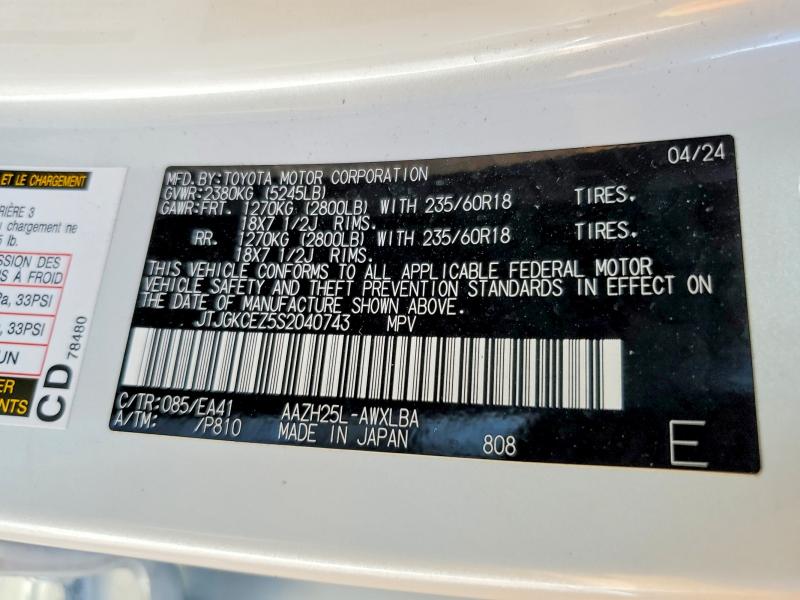 ET LE CHARGEMENT
RIÈRE 3
u chargement ne
lb.
SSION DES
S À FROID
a, 33PSI
, 33PSI
UN
ER
ENTS
CD
78480
04/24
MFD.BY:TOYOTA MOTOR CORPORATION
GVWR:2380KG (5245LB)
GAWR:FRT. 1270KG (2800LB) WITH 235/60R18 TIRES.
18X7 1/2J RIMS.
RR. 1270KG (2800LB) WITH 235/60R18 TIRES.
18X7 1/2J RIMS.
THIS VEHICLE CONFORMS TO ALL APPLICABLE FEDERAL MOTOR
VEHICLE SAFETY AND THEFT PREVENTION STANDARDS IN EFFECT ON
THE DATE OF MANUFACTURE SHOWN ABOVE.
JTJGKCEZ5S2040743 MPV
C/TR:085/EA41 AAZH25L-AWXLBA
A/TM: /P810 MADE IN JAPAN 808
E